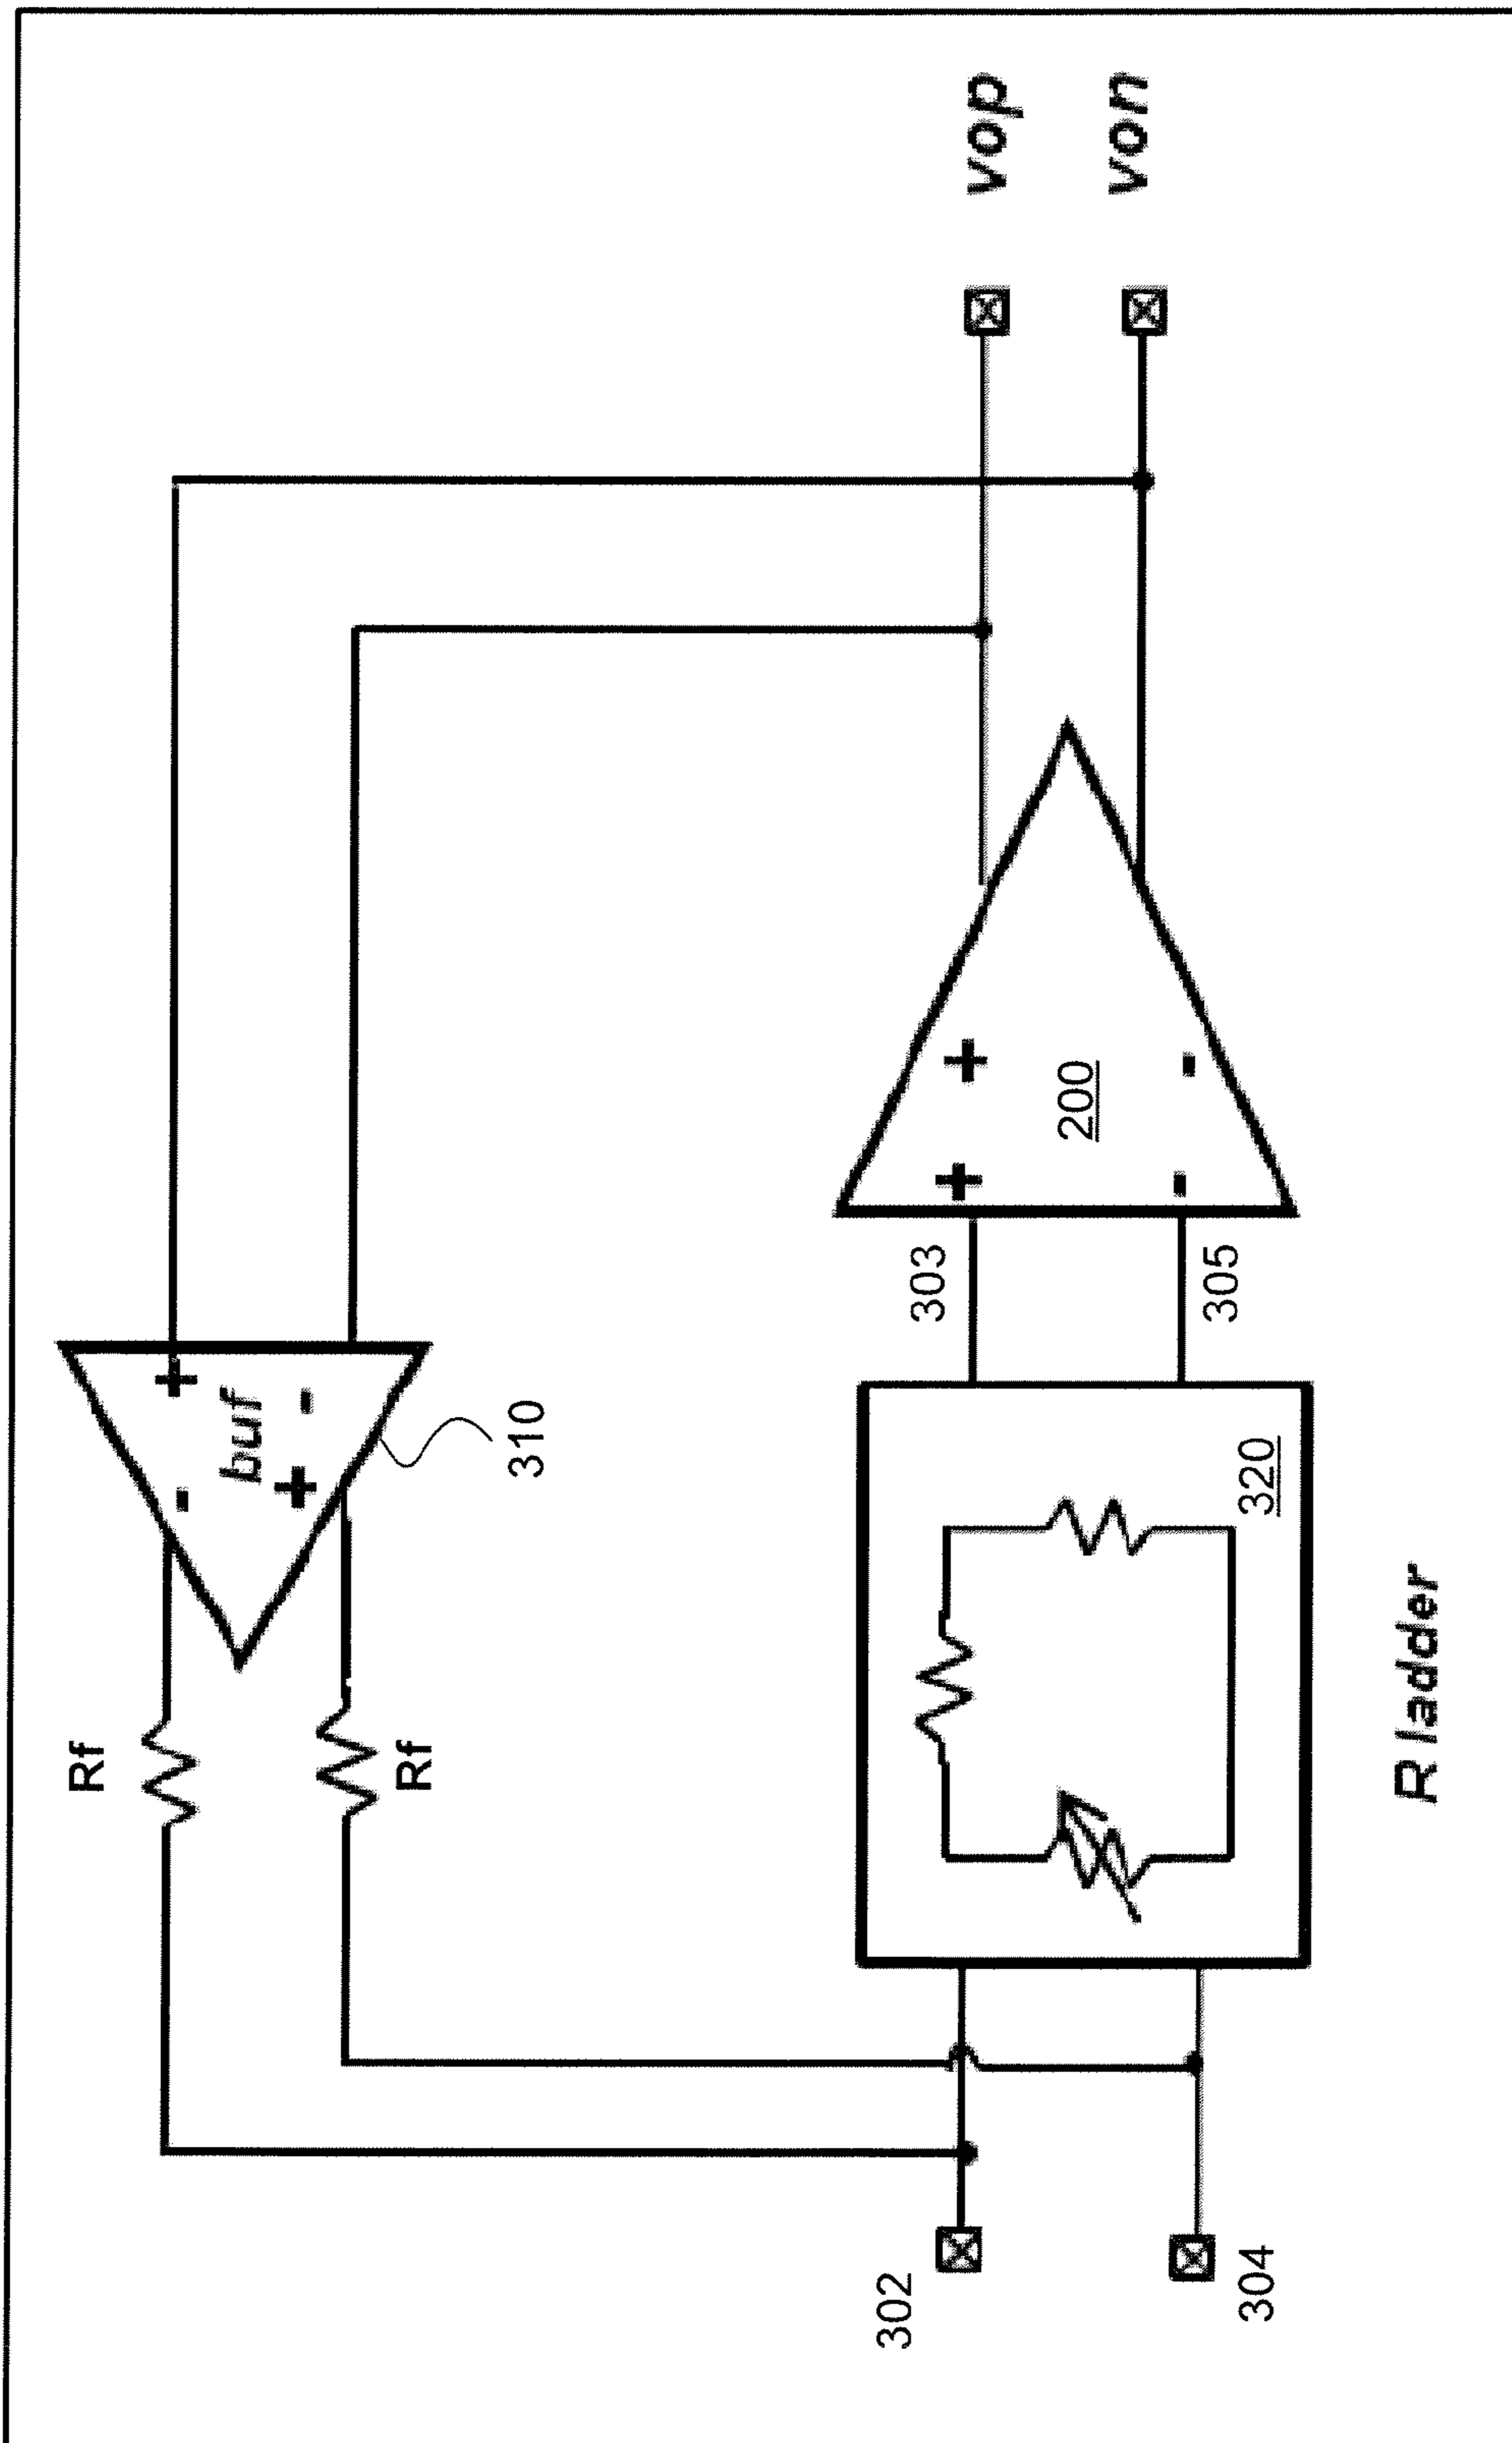 Rf
Rf
+
-
buf
-
+
310
302
304
320
R ladder
303
305
+
+
200
-
-
vop
von